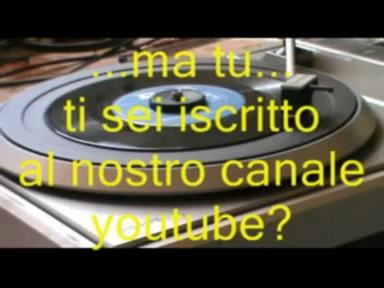 ...ma tu...
ti sei iscritto
al nostro canale
youtube?